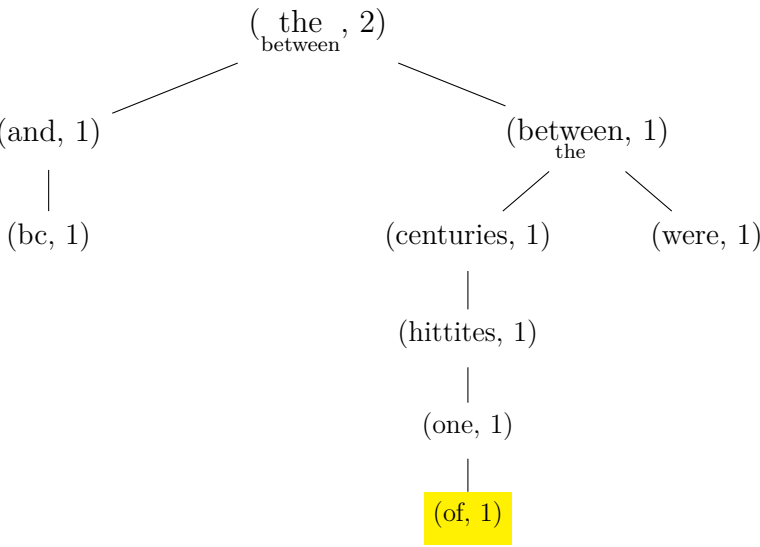 ( the , 2)
between
(and, 1)
(between, 1)
the
(bc, 1)
(centuries, 1)
(were, 1)
(hittites, 1)
(one, 1)
(of, 1)